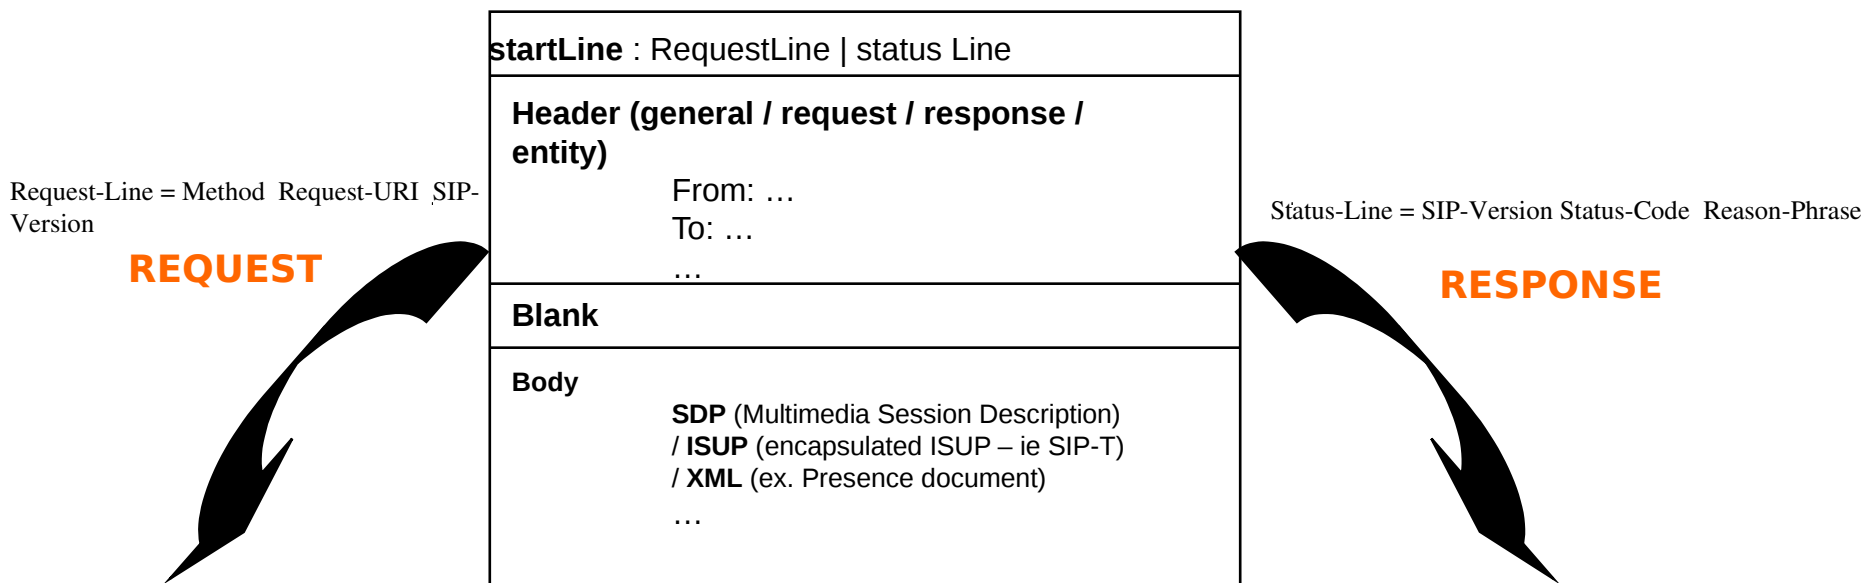 startLine : RequestLine | status Line
Header (general / request / response /
entity)
From: …
To: …
…
Blank
Body
SDP (Multimedia Session Description)
/ ISUP (encapsulated ISUP – ie SIP-T)
/ XML (ex. Presence document)
…
Request-Line = Method Request-URI SIP-
Version
REQUEST
Status-Line = SIP-Version Status-Code Reason-Phrase
RESPONSE